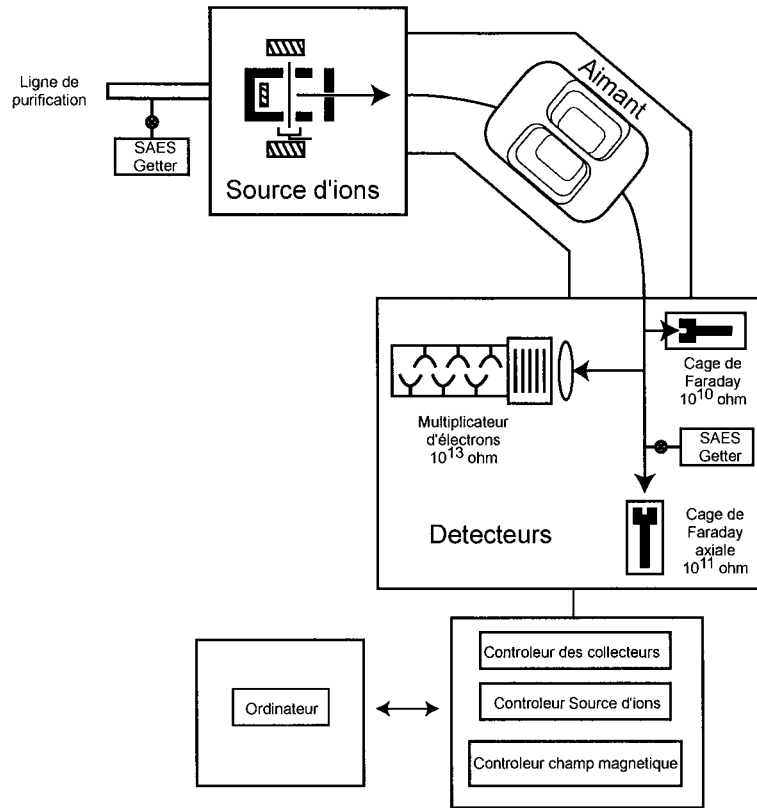 Ligne de
purification
SAES
Getter
Source d'ions
Aimant
Cage de
Faraday
10^10 ohm
Multiplicateur
d'électrons
10^13 ohm
SAES
Getter
Detecteurs
Cage de
Faraday
axiale
10^11 ohm
Controleur des collecteurs
Ordinateur
Controleur Source d'ions
Controleur champ magnetique